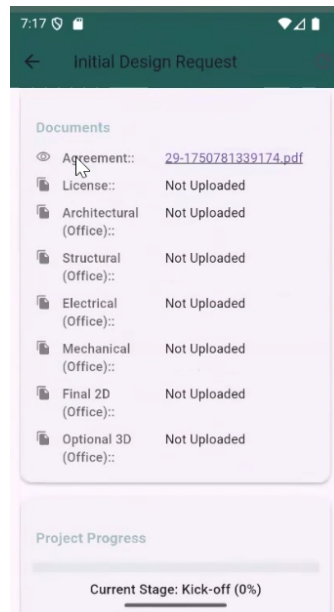 7:17
Initial Design Request
Documents
Agreement:: 29-1750781339174.pdf
License:: Not Uploaded
Architectural Not Uploaded
(Office)::
Structural Not Uploaded
(Office)::
Electrical Not Uploaded
(Office)::
Mechanical Not Uploaded
(Office)::
Final 2D Not Uploaded
(Office)::
Optional 3D Not Uploaded
(Office)::
Project Progress
Current Stage: Kick-off (0%)